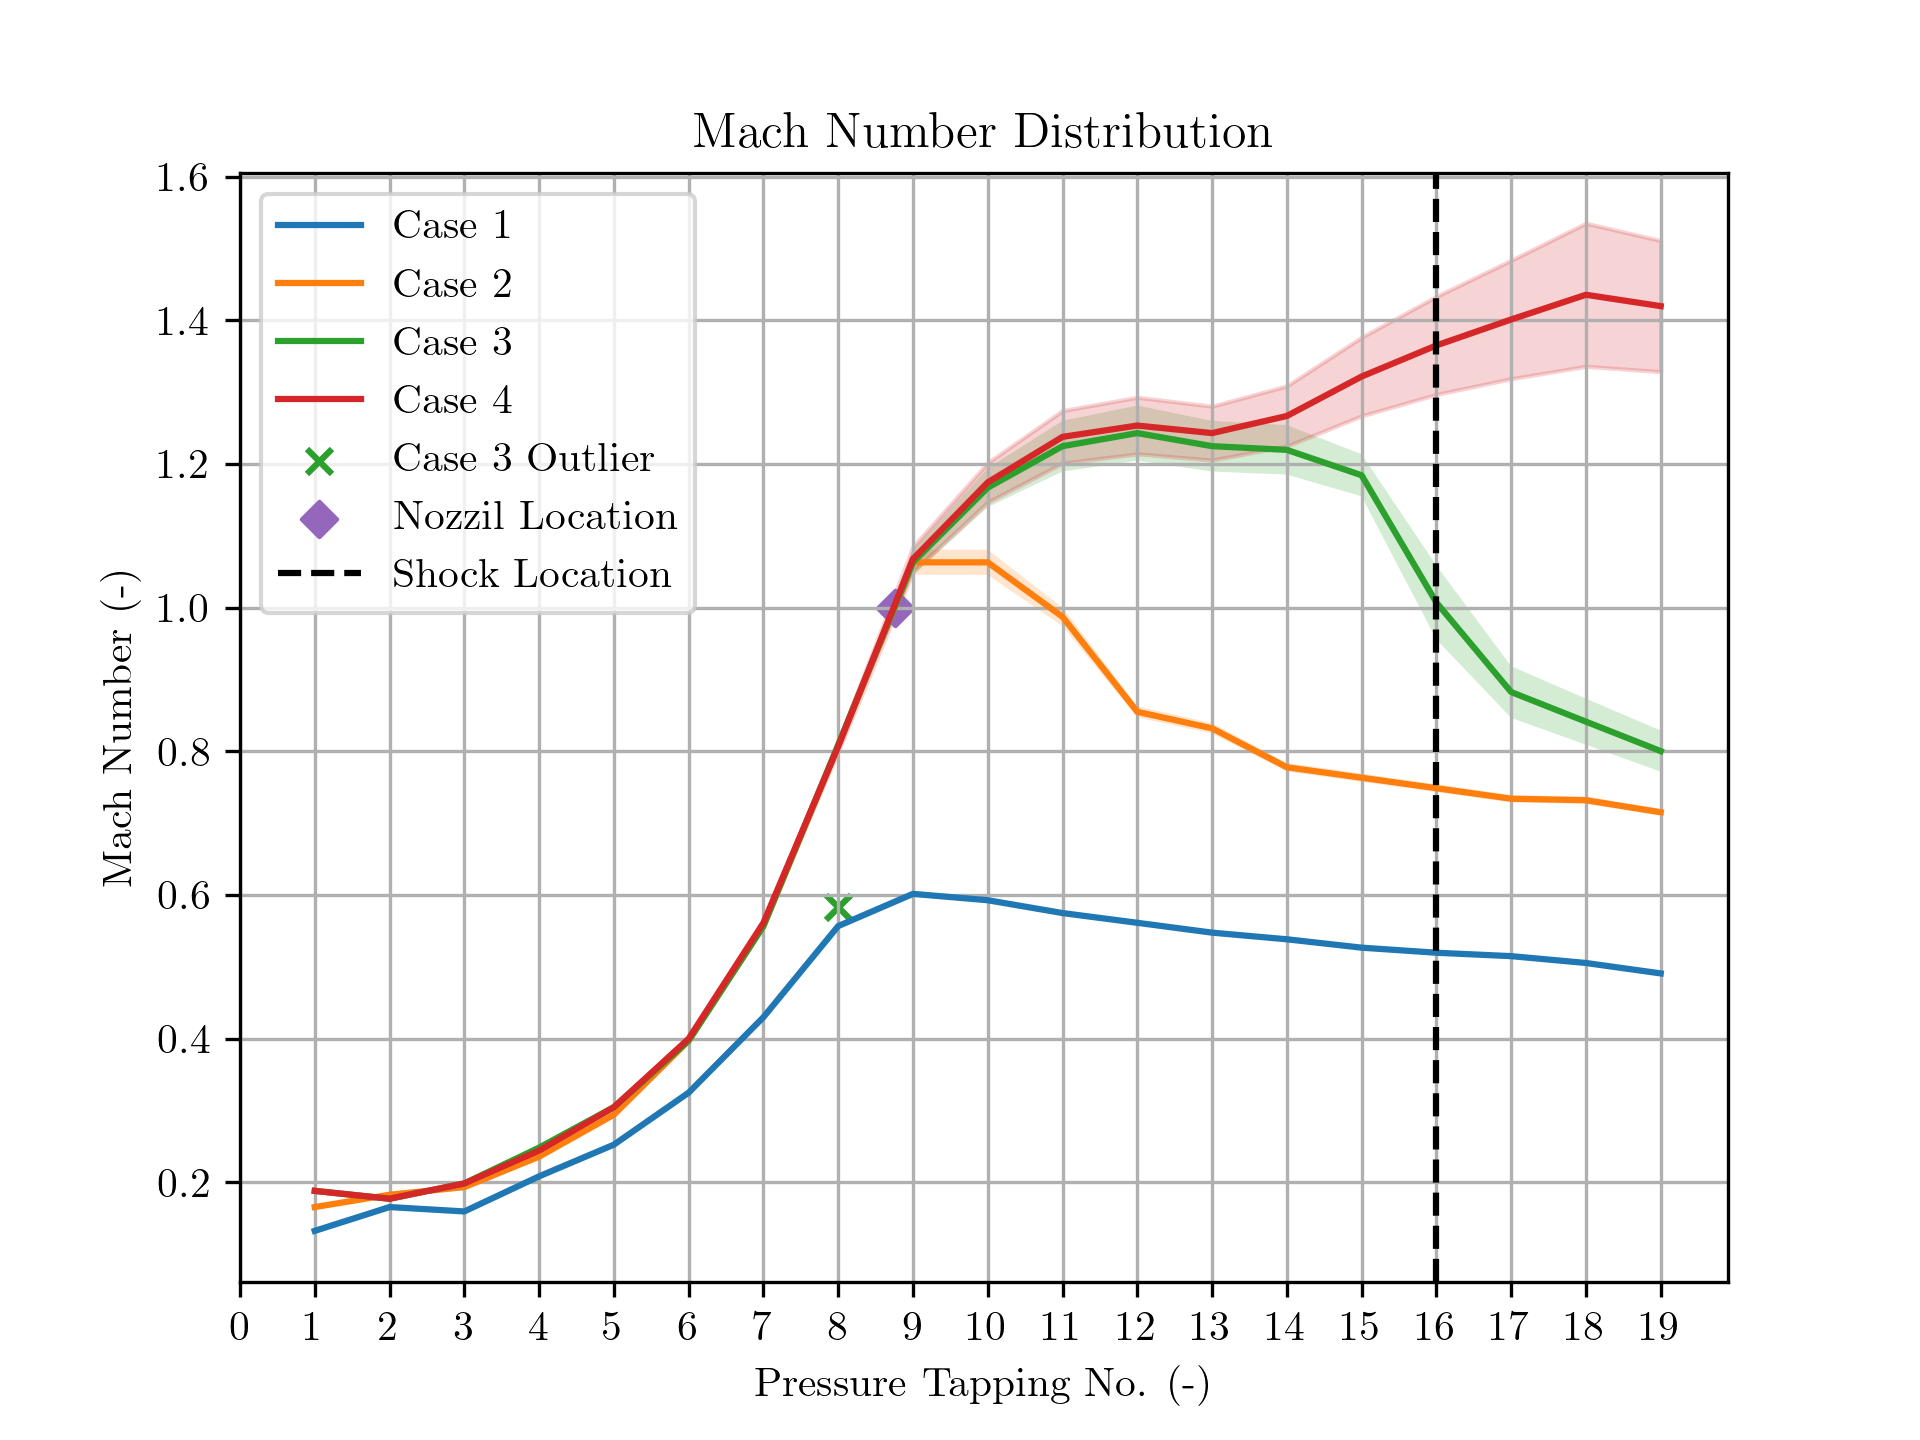 Mach Number Distribution
1.6
1.4
1.2
1.0
0.8
0.6
0.4
0.2
Mach Number (-)
Case 1
Case 2
Case 3
Case 4
Case 3 Outlier
Nozzil Location
Shock Location
0 1 2 3 4 5 6 7 8 9 10 11 12 13 14 15 16 17 18 19
Pressure Tapping No. (-)